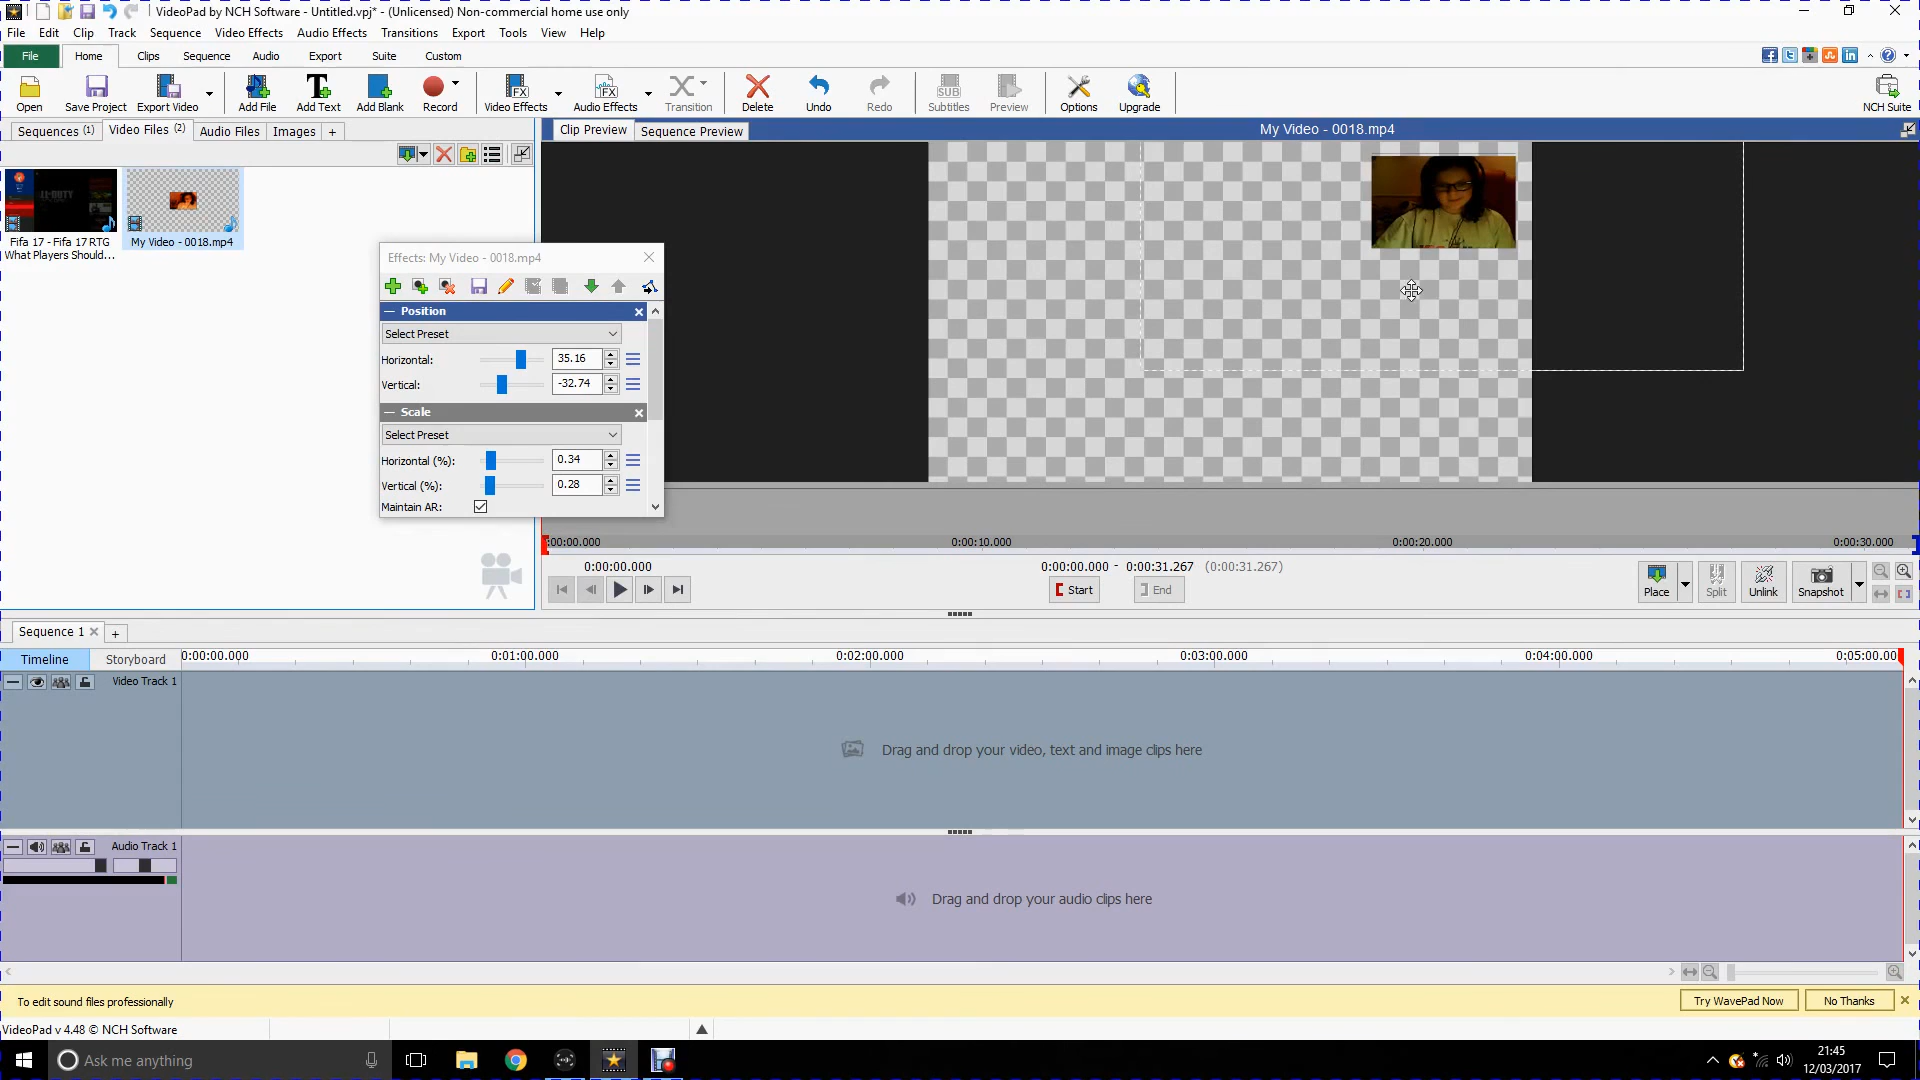 VideoPad by NCH Software - Untitled.vpj* - (Unlicensed) Non-commercial home use only
File Edit Clip Track Sequence Video Effects Audio Effects Transitions Export Tools View Help
File Home Clips Sequence Audio Export Suite Custom
Open Save Project Export Video Add File Add Text Add Blank Record Video Effects Audio Effects Transition Delete Undo Redo Subtitles Preview Options Upgrade NCH Suite
Sequences (1) Video Files (2) Audio Files Images +
Clip Preview Sequence Preview My Video - 0018.mp4
Fifa 17 - Fifa 17 RTG
What Players Should...
My Video - 0018.mp4
Effects: My Video - 0018.mp4
Position
Select Preset
Horizontal: 35.16
Vertical: -32.74
Scale
Select Preset
Horizontal (%): 0.34
Vertical (%): 0.28
Maintain AR:
:00:00.000 0:00:10.000 0:00:20.000 0:00:30.000
0:00:00.000 0:00:00.000 - 0:00:31.267 (0:00:31.267)
Start End
Place Split Unlink Snapshot
Sequence 1
Timeline Storyboard 0:00:00.000 0:01:00.000 0:02:00.000 0:03:00.000 0:04:00.000 0:05:00.00
Video Track 1
Drag and drop your video, text and image clips here
Audio Track 1
Drag and drop your audio clips here
To edit sound files professionally Try WavePad Now No Thanks
VideoPad v 4.48 © NCH Software
Ask me anything
21:45
12/03/2017